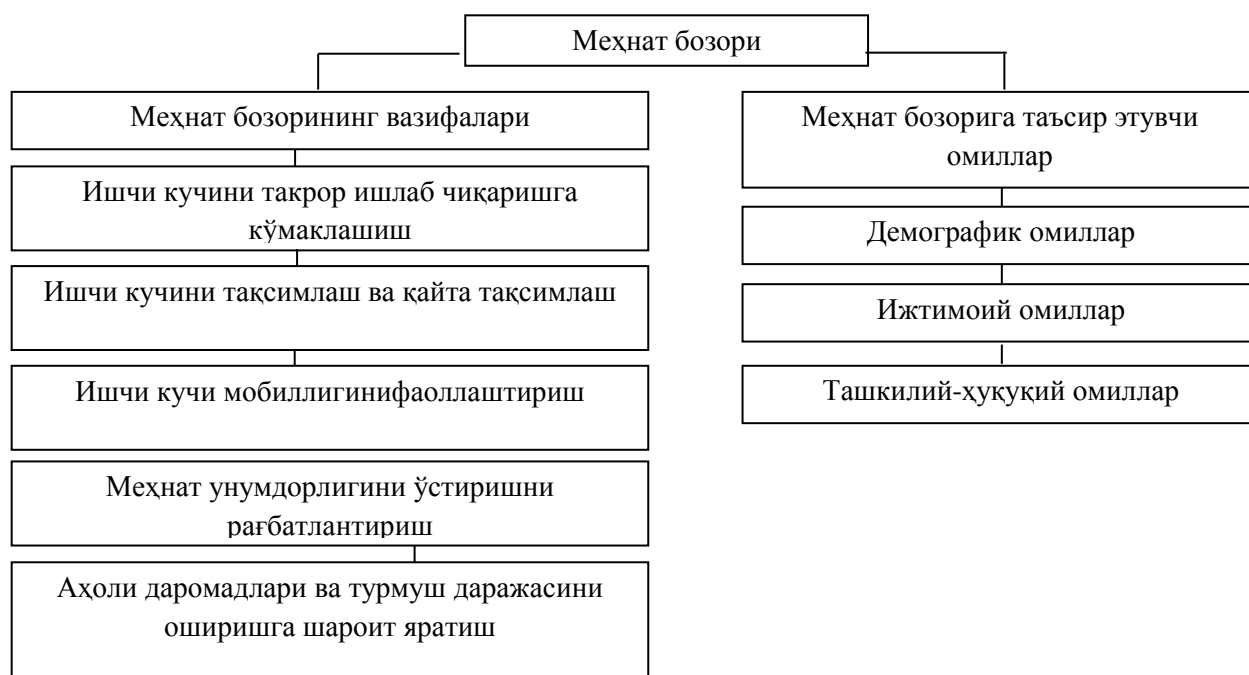 Меҳнат бозори
Меҳнат бозорининг вазифалари
Ишчи кучини такрор ишлаб чиқаришга
кўмаклашиш
Ишчи кучини тақсимлаш ва қайта тақсимлаш
Ишчи кучи мобиллигинифаоллаштириш
Меҳнат унумдорлигини ўстиришни
рағбатлантириш
Аҳоли даромадлари ва турмуш даражасини
оширишга шароит яратиш
Меҳнат бозорига таъсир этувчи
омиллар
Демографик омиллар
Ижтимоий омиллар
Ташкилий-ҳуқуқий омиллар